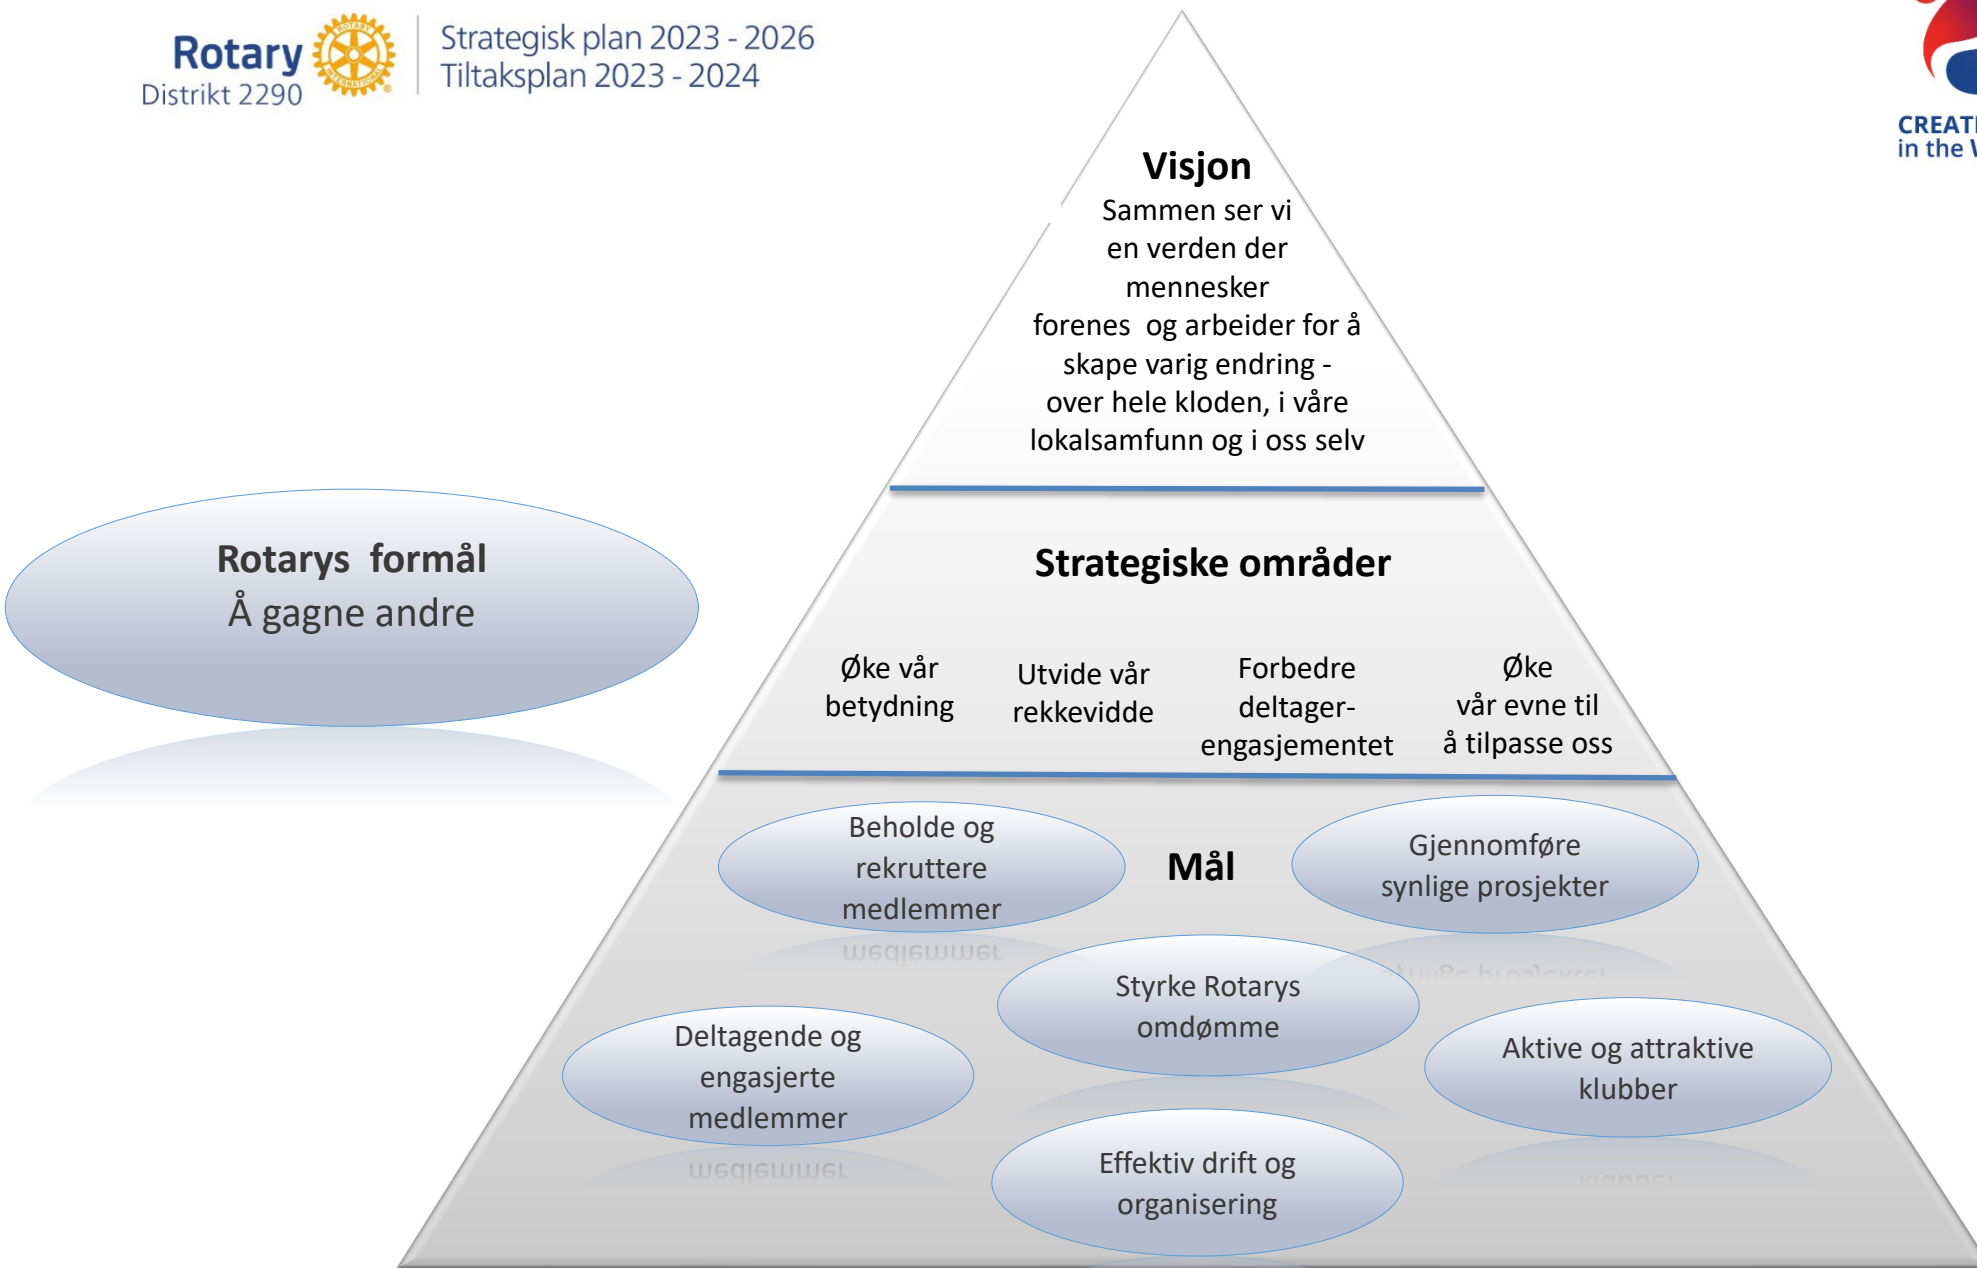 Rotary
Distrikt 2290
Strategisk plan 2023 - 2026
Tiltaksplan 2023 - 2024
in the
Visjon
Sammen ser vi
en verden der
mennesker
forenes og arbeider for å
skape varig endring -
over hele kloden, i våre
lokalsamfunn og i oss selv
Rotarys formål
Å gagne andre
Strategiske områder
Øke vår
betydning
Utvide vår
rekkevidde
Forbedre
deltager-
engasjementet
Øke
vår evne til
å tilpasse oss
Mål
Beholde og
rekruttere
medlemmer
Gjennomføre
synlige prosjekter
Styrke Rotarys
omdømme
Deltagende og
engasjerte
medlemmer
Aktive og attraktive
klubber
Effektiv drift og
organisering